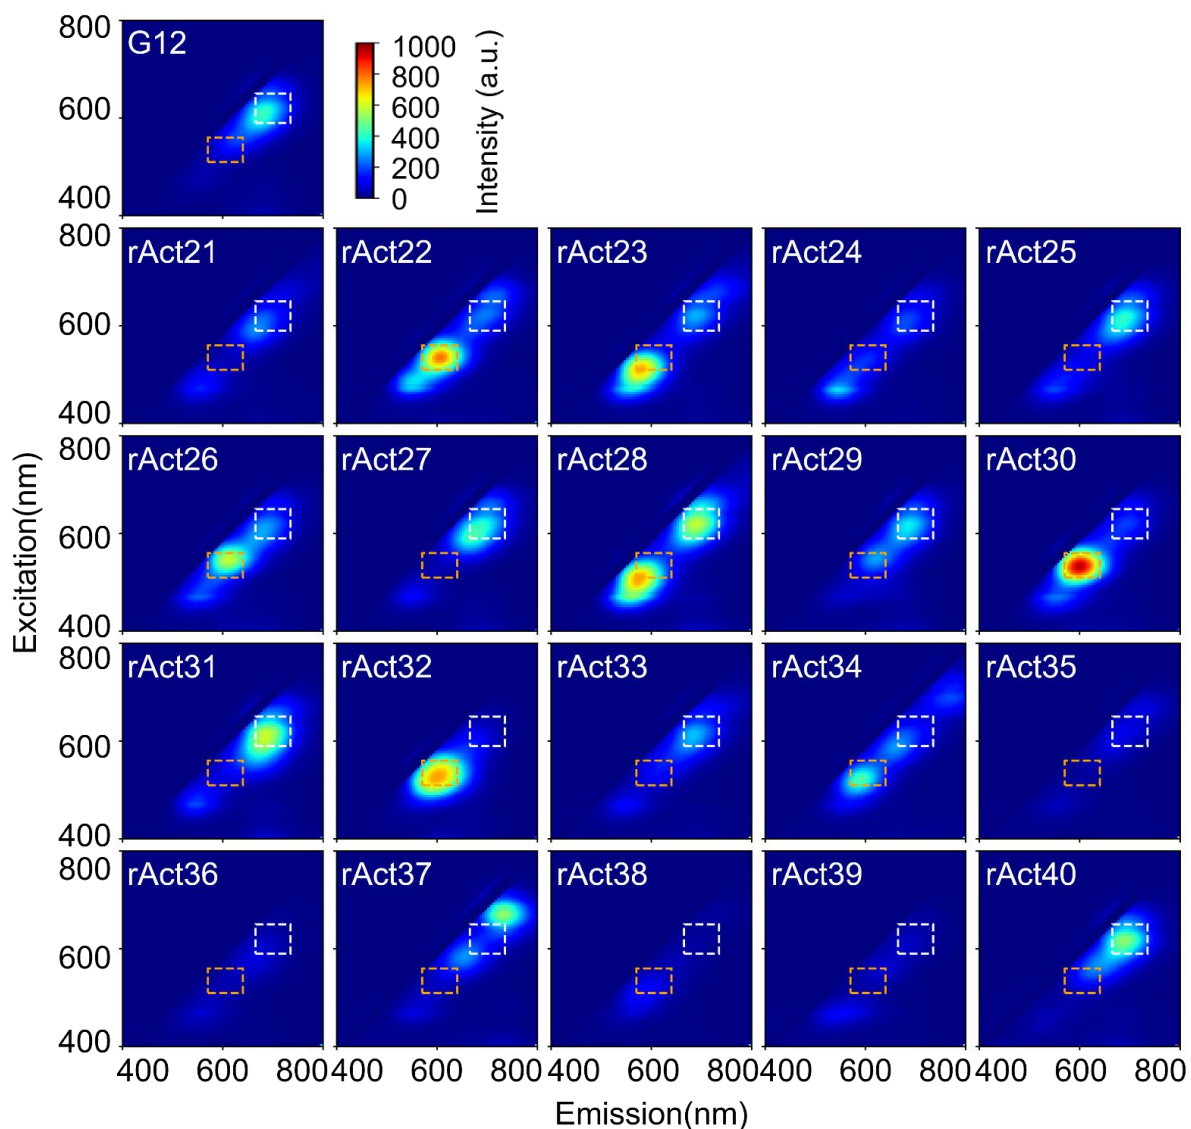 800
600
400
G12
1000
800
600
400
200
0
Intensity (a.u.)
800
600
400
rAct21
rAct22
rAct23
rAct24
rAct25
800
600
400
rAct26
rAct27
rAct28
rAct29
rAct30
800
600
400
rAct31
rAct32
rAct33
rAct34
rAct35
800
600
400
rAct36
rAct37
rAct38
rAct39
rAct40
400 600 800 400 600 800 400 600 800 400 600 800 400 600 800
Excitation(nm)
Emission(nm)